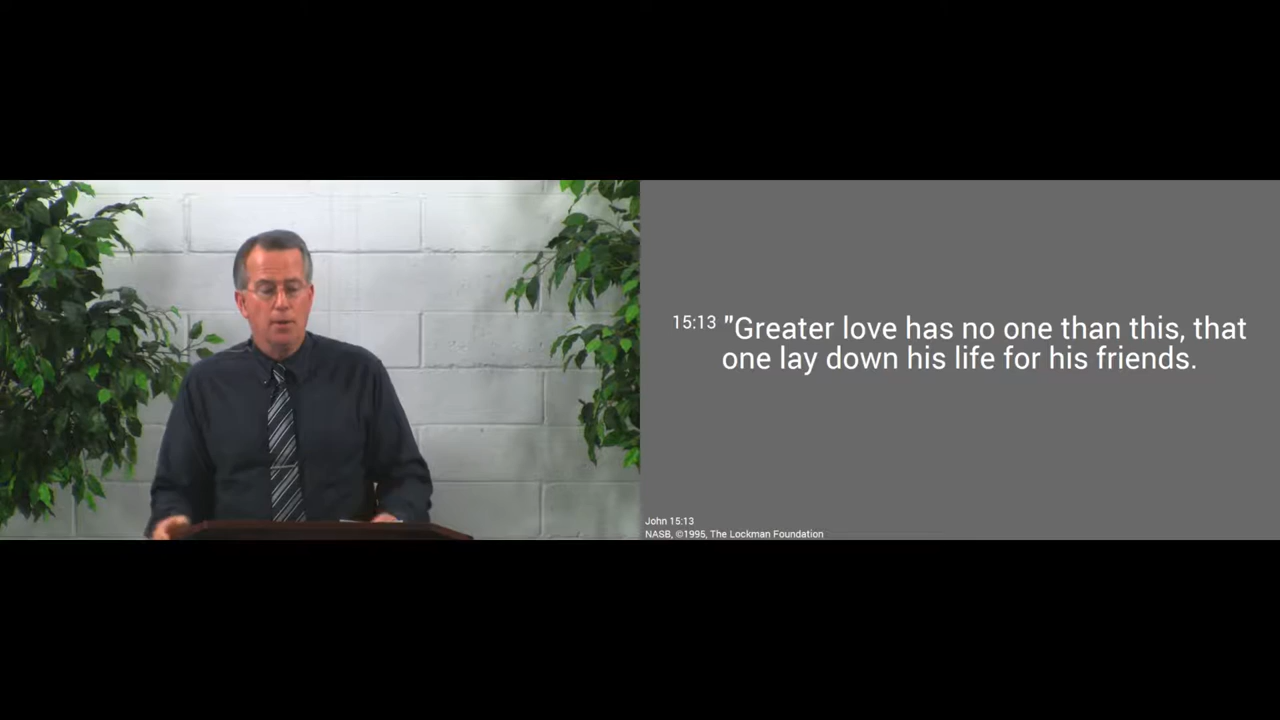 15:13 "Greater love has no one than this, that
one lay down his life for his friends.
John 15:13
NASB, ©1995, The Lockman Foundation